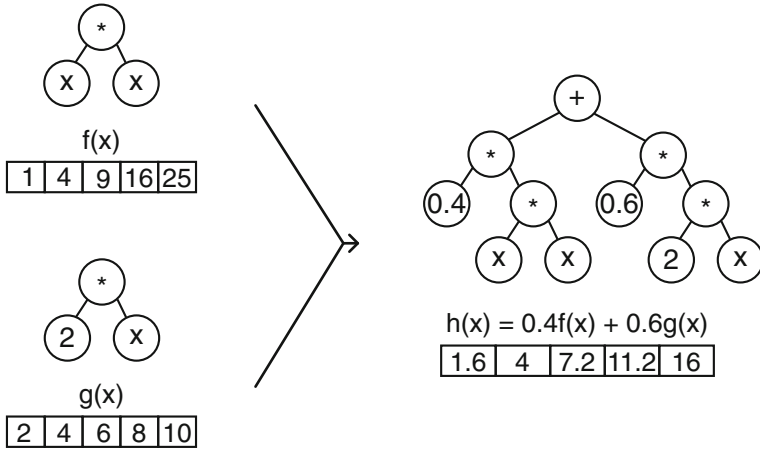 *
x x
f(x)
1 4 9 16 25
*
2 x
g(x)
2 4 6 8 10
+
* *
0.4 * 0.6 *
x x 2 x
h(x) = 0.4f(x) + 0.6g(x)
1.6 4 7.2 11.2 16